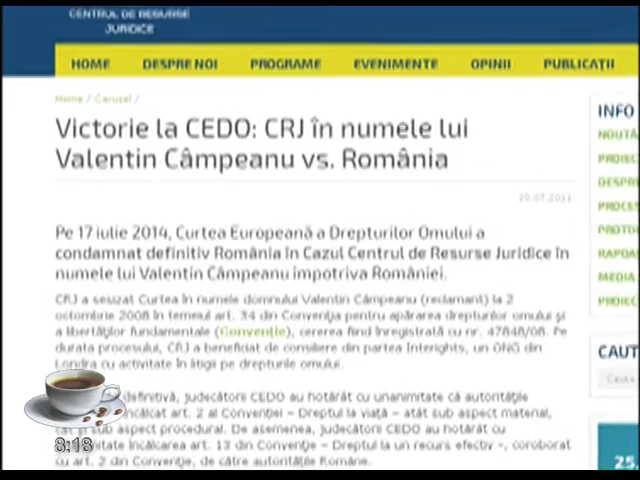 CENTRUL DE RESURSE
JURIDICE
HOME DESPRE NOI PROGRAME EVENIMENTE OPINII PUBLICAȚII
Home / Carusel /
Victorie la CEDO: CRJ în numele lui
Valentin Câmpeanu vs. România
Pe 17 iulie 2014, Curtea Europeană a Drepturilor Omului a
condamnat definitiv România în Cazul Centrul de Resurse Juridice în
numele lui Valentin Câmpeanu împotriva României.
CRJ a sesizat Curtea în numele domnului Valentin Câmpeanu (reclamant) la 2
octombrie 2008 în temeiul art. 34 din Convenția pentru apărarea drepturilor omului și
a libertăților fundamentale (Convenție), cererea fiind înregistrată cu nr. 47848/08. Pe
durata procesului, CRJ a beneficiat de consiliere din partea Interights, un ONG din
Londra cu activitate în litigii pe drepturile omului.
definitivă, judecătorii CEDO au hotărât cu unanimitate că autoritățile
încălcat art. 2 al Convenției – Dreptul la viață – atât sub aspect material,
cât și sub aspect procedural. De asemenea, judecătorii CEDO au hotărât cu
unanimitate încălcarea art. 13 din Convenție – Dreptul la un recurs efectiv -, coroborat
cu art. 2 din Convenție, de către autoritățile Române.
INFO
NOUTĂ
PROIEC
DESPRE
PROCES
PROTO
RAPOA
MEDIA
PROIEC
CAUT
Cauta
25.
8:18